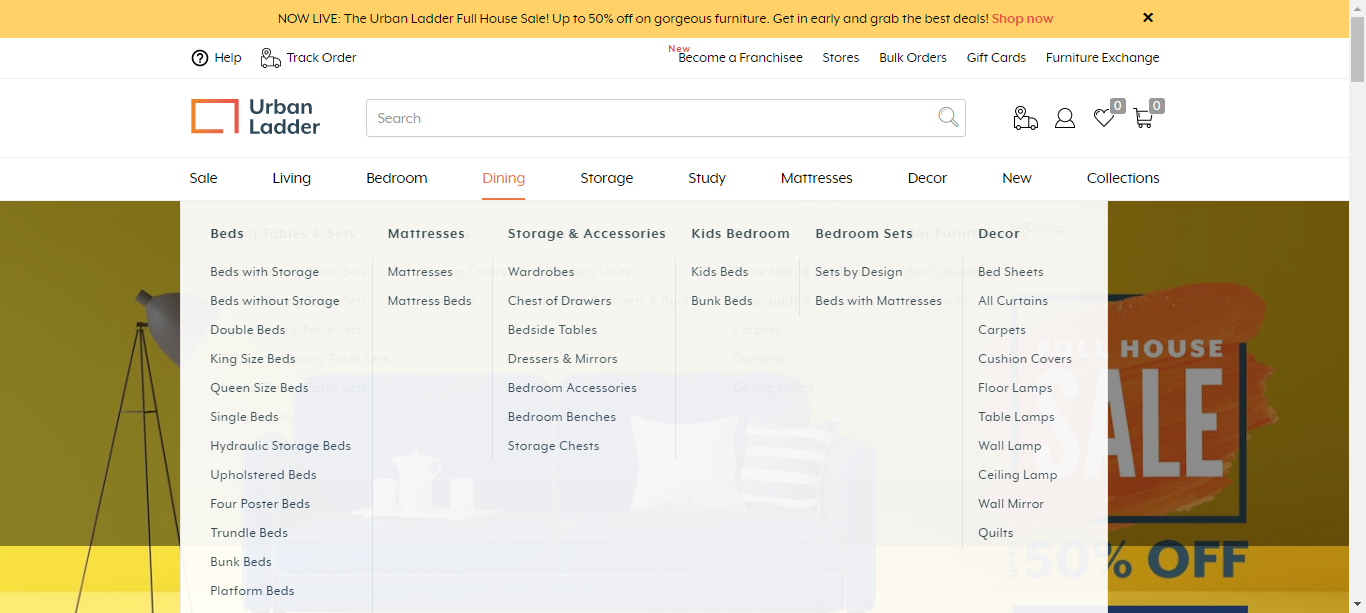 NOW LIVE: The Urban Ladder Full House Sale! Up to 50% off on gorgeous furniture. Get in early and grab the best deals! Shop now
Help
Track Order
New
Become a Franchisee
Stores
Bulk Orders
Gift Cards
Furniture Exchange
Urban
Ladder
Search
0
0
Sale
Living
Bedroom
Dining
Storage
Study
Mattresses
Decor
New
Collections
Beds
Beds with Storage
Beds without Storage
Double Beds
King Size Beds
Queen Size Beds
Single Beds
Hydraulic Storage Beds
Upholstered Beds
Four Poster Beds
Trundle Beds
Bunk Beds
Platform Beds
Mattresses
Mattresses
Mattress Beds
Storage & Accessories
Wardrobes
Chest of Drawers
Bedside Tables
Dressers & Mirrors
Bedroom Accessories
Bedroom Benches
Storage Chests
Kids Bedroom
Kids Beds
Bunk Beds
Bedroom Sets
Sets by Design
Beds with Mattresses
Decor
Bed Sheets
All Curtains
Carpets
Cushion Covers
Floor Lamps
Table Lamps
Wall Lamp
Ceiling Lamp
Wall Mirror
Quilts
Dining
Carpets
Curtains
Ceiling Lights
FULL HOUSE
SALE
50% OFF